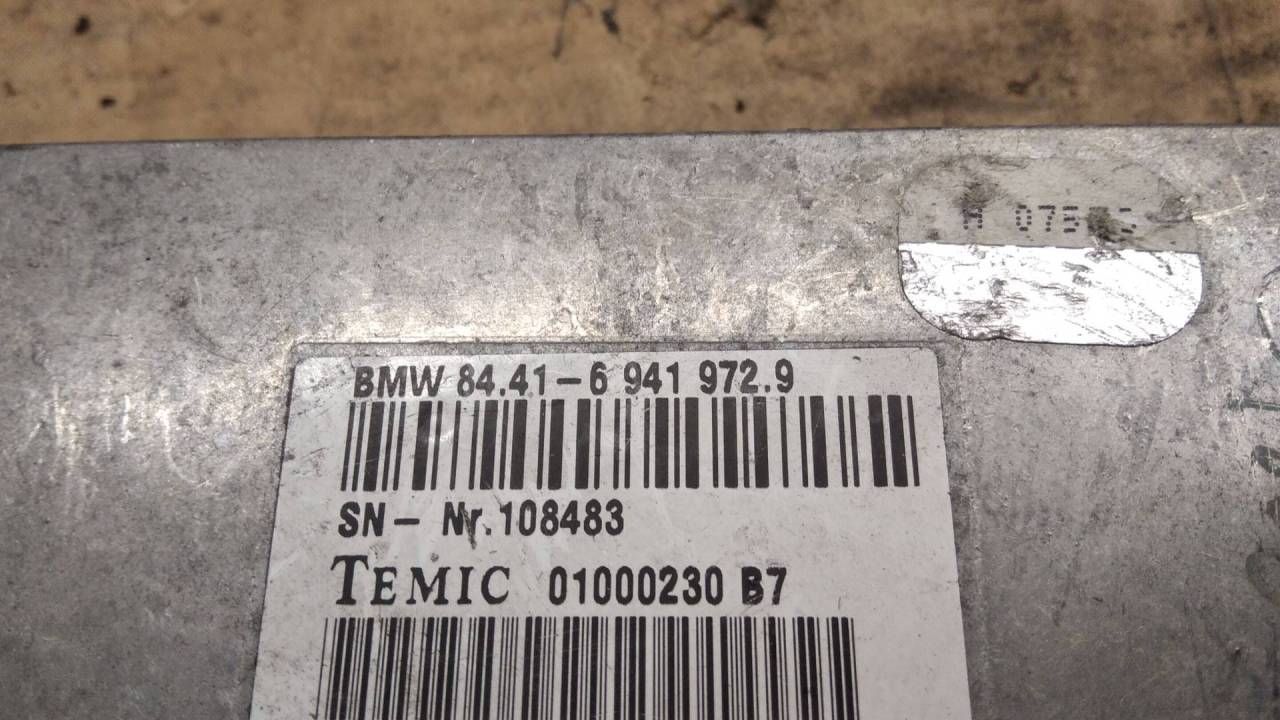 BMW 84.41-6 941 972.9
SN- Nr.108483
TEMIC 01000230 B7